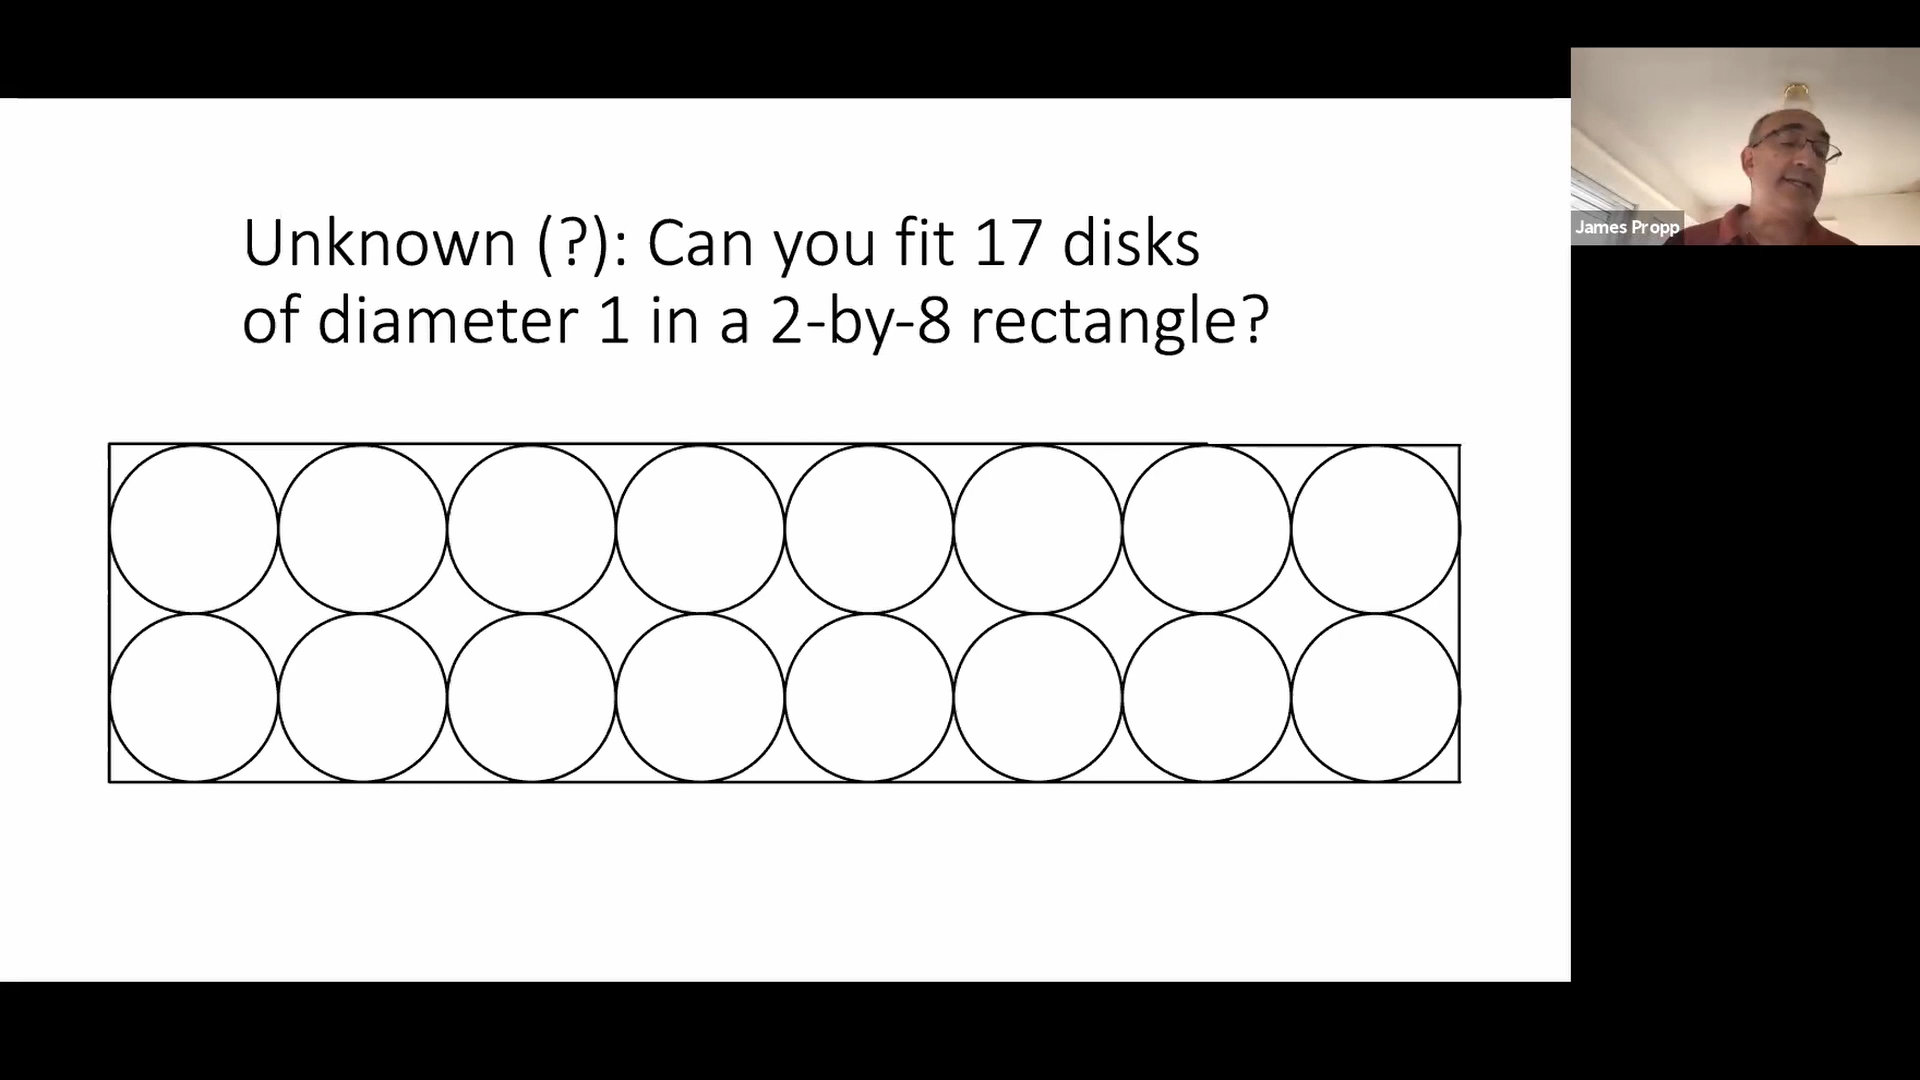 Unknown (?): Can you fit 17 disks
of diameter 1 in a 2-by-8 rectangle?
James Propp